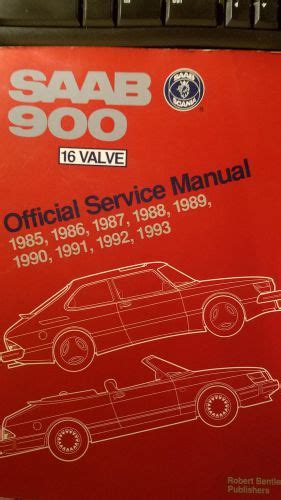 SAAB
900
SAAB
SCANIA
®
16 VALVE
Official Service Manual
1985, 1986, 1987, 1988, 1989,
1990, 1991, 1992, 1993
Robert Bentley
Publishers